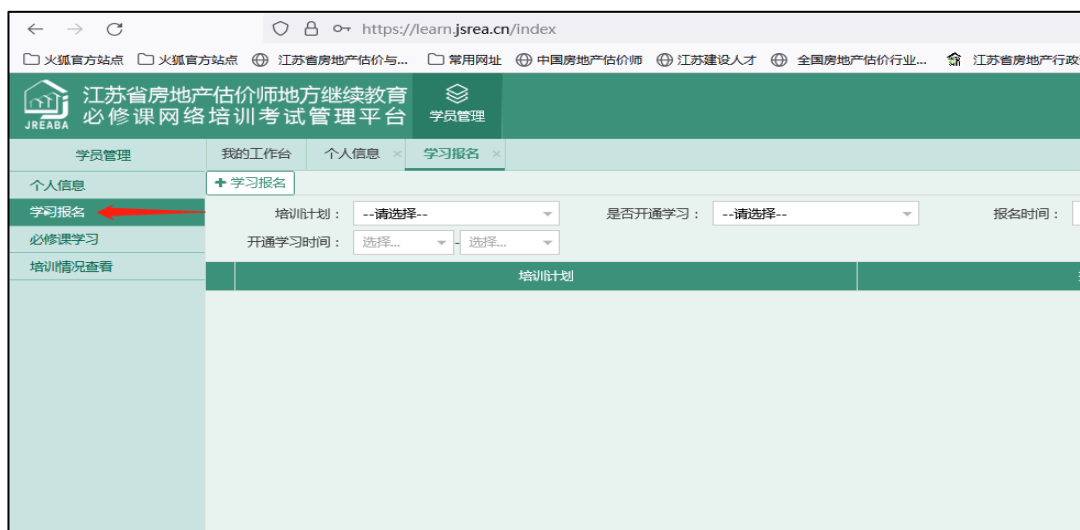 https://learn.jsrea.cn/index
火狐官方站点 火狐官方站点 江苏省房地产估价与... 常用网址 中国房地产估价师 江苏建设人才 全国房地产估价行业... 江苏省房地产行政
江苏省房地产估价师地方继续教育
必修课网络培训考试管理平台
JREABA
学员管理
学员管理 我的工作台 个人信息 × 学习报名 ×
个人信息
+ 学习报名
学习报名
培训计划： --请选择-- 是否开通学习： --请选择-- 报名时间：
必修课学习
开通学习时间： 选择... - 选择...
培训情况查看
培训计划